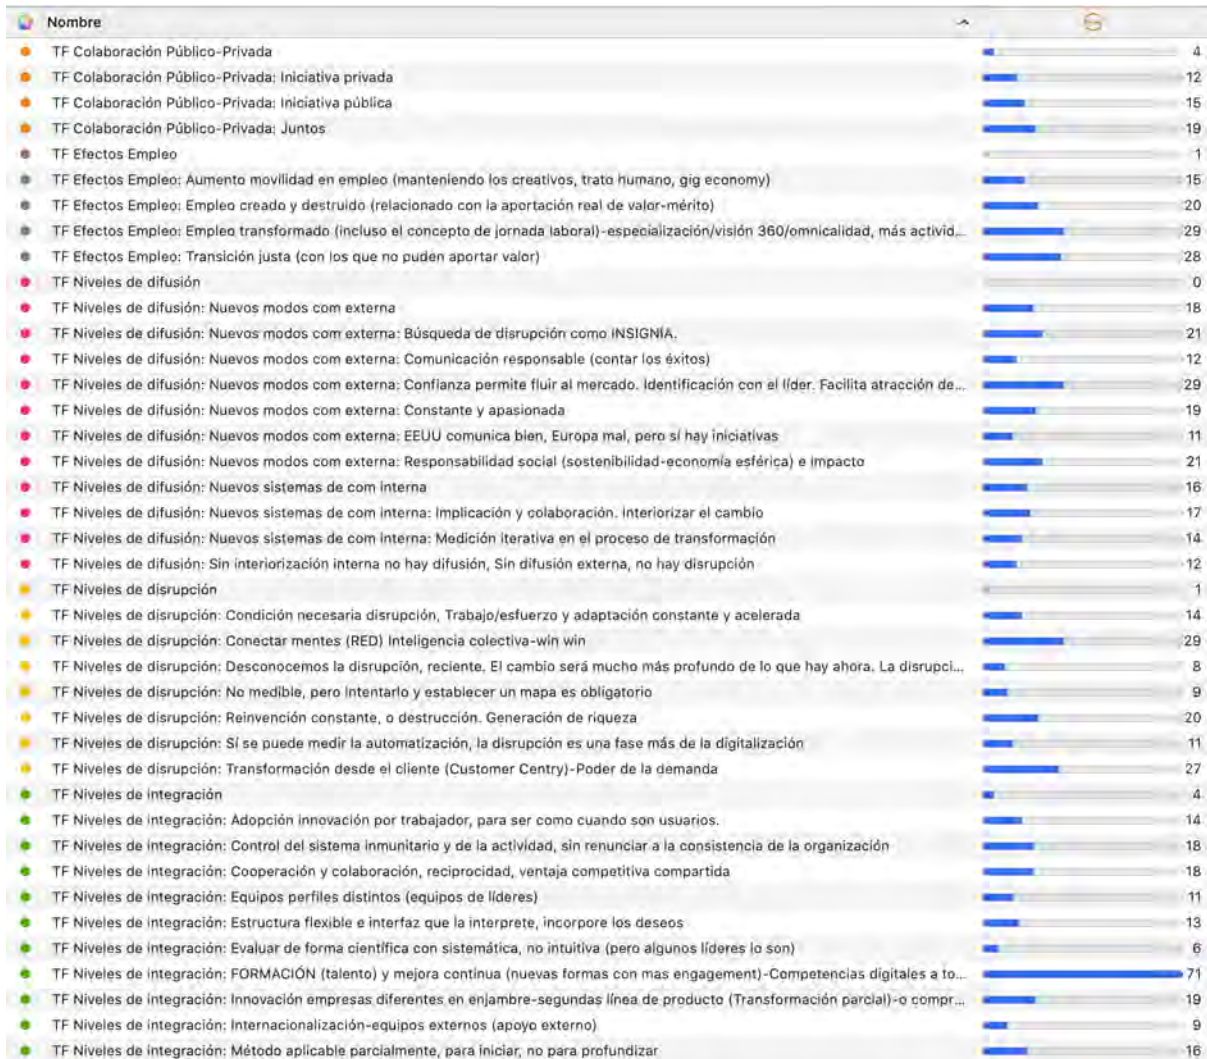 Nombre
TF Colaboración Público-Privada 4
TF Colaboración Público-Privada: Iniciativa privada 12
TF Colaboración Público-Privada: Iniciativa pública 15
TF Colaboración Público-Privada: Juntos 19
TF Efectos Empleo 1
TF Efectos Empleo: Aumento movilidad en empleo (manteniendo los creativos, trato humano, gig economy) 15
TF Efectos Empleo: Empleo creado y destruido (relacionado con la aportación real de valor-mérito) 20
TF Efectos Empleo: Empleo transformado (incluso el concepto de jornada laboral)-especialización/visión 360/omnicalidad, más activid... 29
TF Efectos Empleo: Transición justa (con los que no puden aportar valor) 28
TF Niveles de difusión 0
TF Niveles de difusión: Nuevos modos com externa 18
TF Niveles de difusión: Nuevos modos com externa: Búsqueda de disrupción como INSIGNIA. 21
TF Niveles de difusión: Nuevos modos com externa: Comunicación responsable (contar los éxitos) 12
TF Niveles de difusión: Nuevos modos com externa: Confianza permite fluir al mercado. Identificación con el líder. Facilita atracción de... 29
TF Niveles de difusión: Nuevos modos com externa: Constante y apasionada 19
TF Niveles de difusión: Nuevos modos com externa: EEUU comunica bien, Europa mal, pero sí hay iniciativas 11
TF Niveles de difusión: Nuevos modos com externa: Responsabilidad social (sostenibilidad-economía esférica) e impacto 21
TF Niveles de difusión: Nuevos sistemas de com interna 16
TF Niveles de difusión: Nuevos sistemas de com interna: Implicación y colaboración. Interiorizar el cambio 17
TF Niveles de difusión: Nuevos sistemas de com interna: Medición iterativa en el proceso de transformación 14
TF Niveles de difusión: Sin interiorización interna no hay difusión, Sin difusión externa, no hay disrupción 12
TF Niveles de disrupción 1
TF Niveles de disrupción: Condición necesaria disrupción, Trabajo/esfuerzo y adaptación constante y acelerada 14
TF Niveles de disrupción: Conectar mentes (RED) Inteligencia colectiva-win win 29
TF Niveles de disrupción: Desconocemos la disrupción, reciente. El cambio será mucho más profundo de lo que hay ahora. La disrupci... 8
TF Niveles de disrupción: No medible, pero intentarlo y establecer un mapa es obligatorio 9
TF Niveles de disrupción: Reinvención constante, o destrucción. Generación de riqueza 20
TF Niveles de disrupción: Sí se puede medir la automatización, la disrupción es una fase más de la digitalización 11
TF Niveles de disrupción: Transformación desde el cliente (Customer Centry)-Poder de la demanda 27
TF Niveles de integración 4
TF Niveles de integración: Adopción innovación por trabajador, para ser como cuando son usuarios. 14
TF Niveles de integración: Control del sistema inmunitario y de la actividad, sin renunciar a la consistencia de la organización 18
TF Niveles de integración: Cooperación y colaboración, reciprocidad, ventaja competitiva compartida 18
TF Niveles de integración: Equipos perfiles distintos (equipos de líderes) 11
TF Niveles de integración: Estructura flexible e interfaz que la interprete, incorpore los deseos 13
TF Niveles de integración: Evaluar de forma científica con sistemática, no intuitiva (pero algunos líderes lo son) 6
TF Niveles de integración: FORMACIÓN (talento) y mejora continua (nuevas formas con mas engagement)-Competencias digitales a to... 71
TF Niveles de integración: Innovación empresas diferentes en enjambre-segundas línea de producto (Transformación parcial)-o compr... 19
TF Niveles de integración: Internacionalización-equipos externos (apoyo externo) 9
TF Niveles de integración: Método aplicable parcialmente, para iniciar, no para profundizar 16